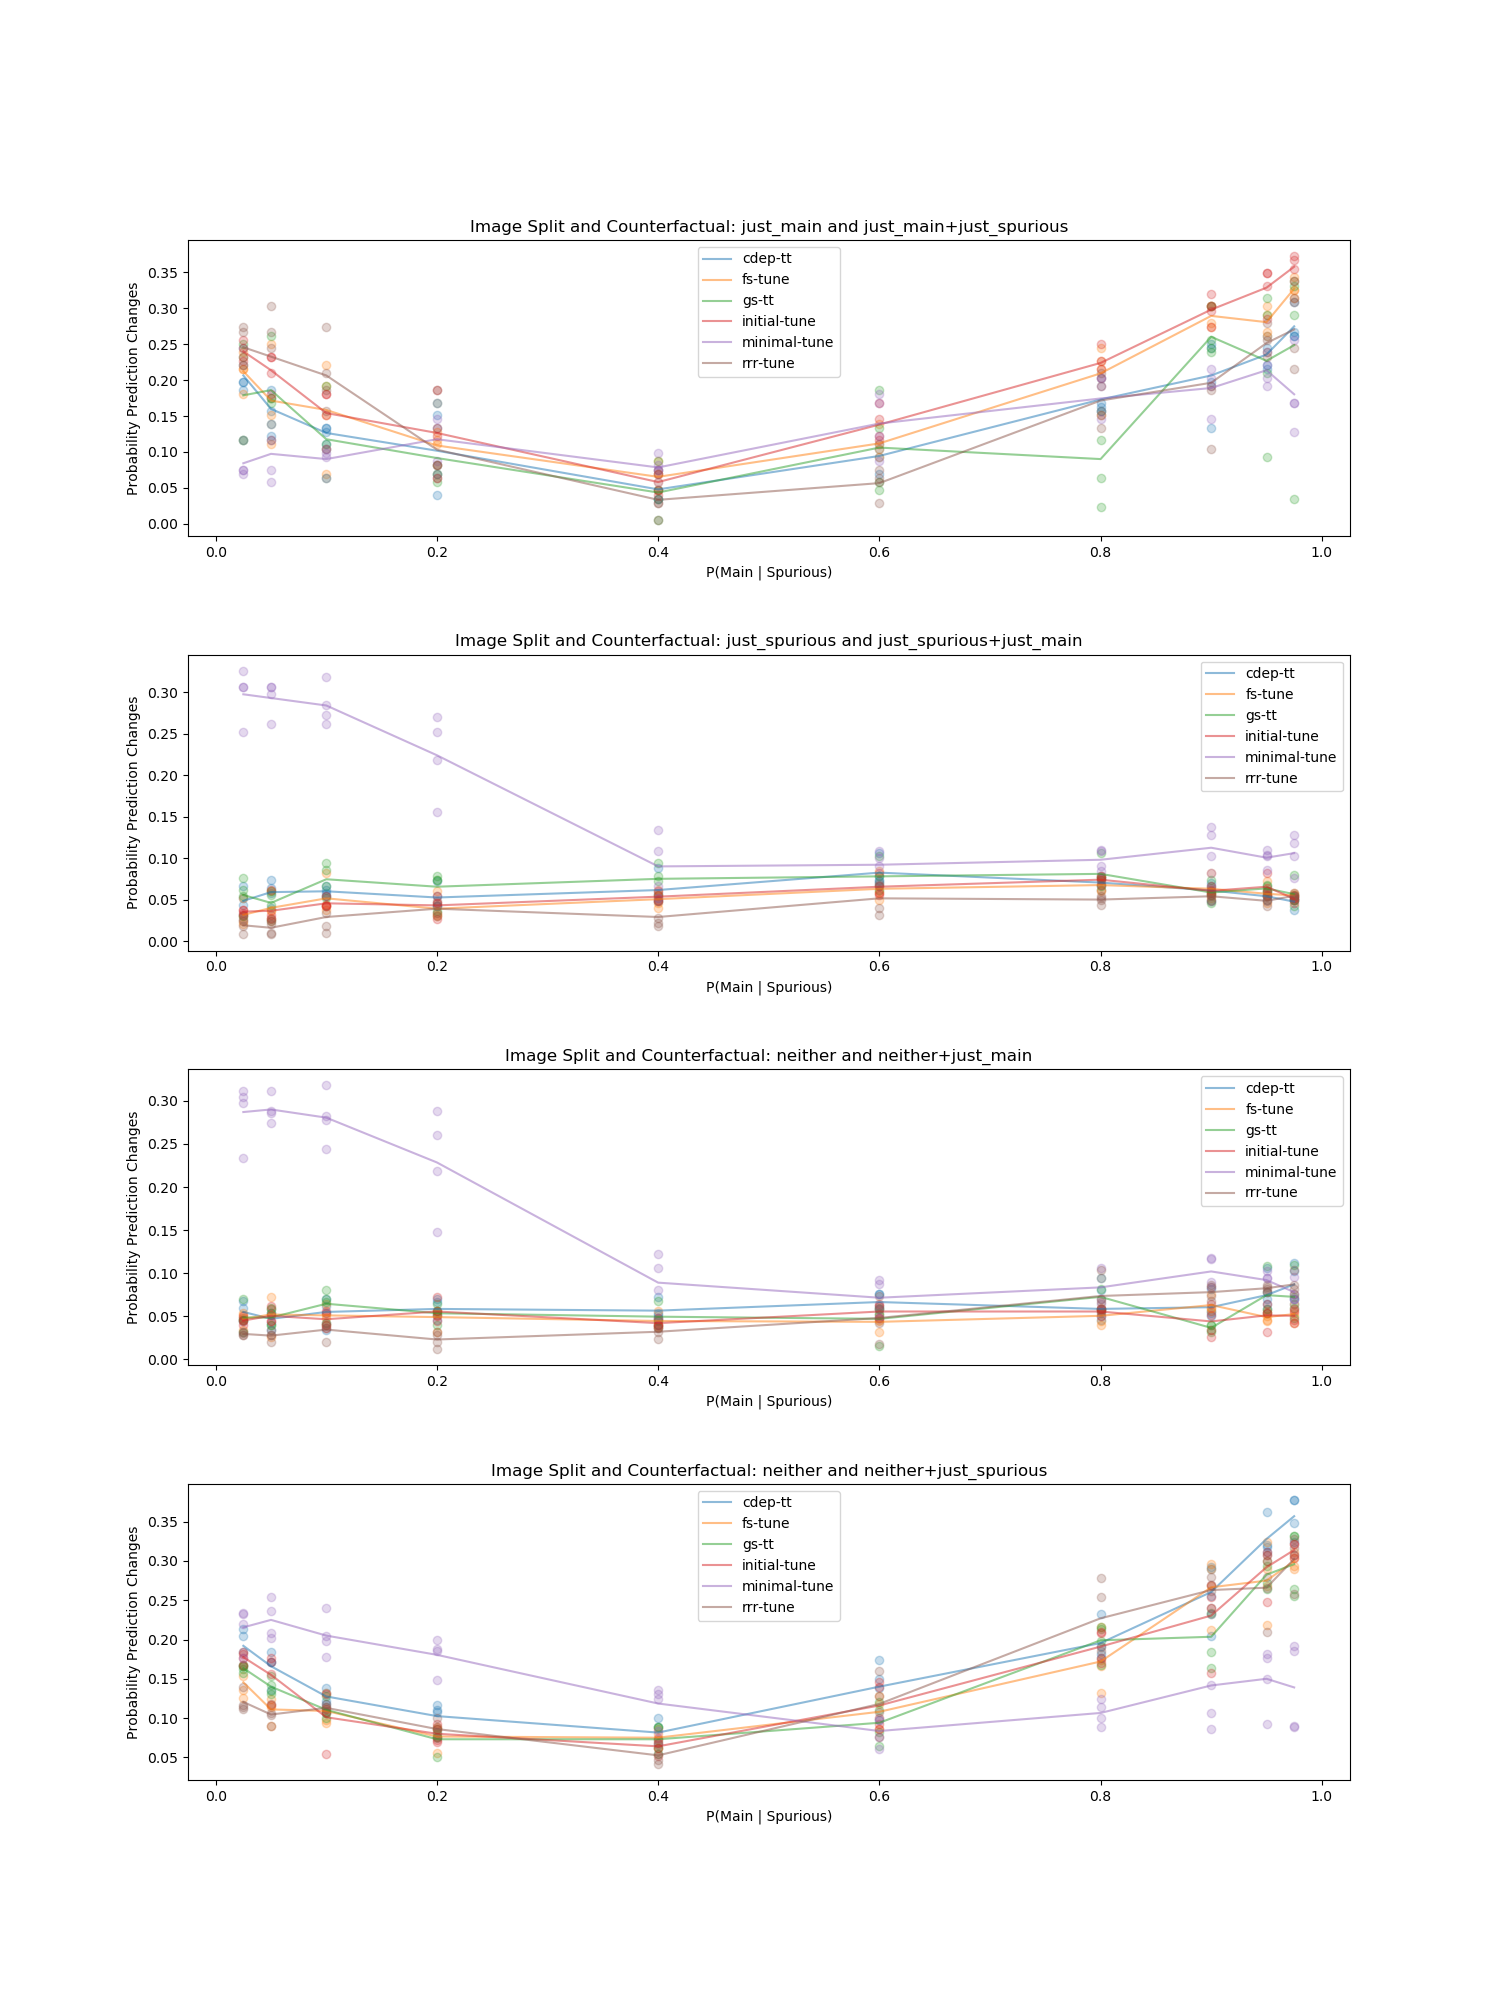 Image Split and Counterfactual: just_main and just_main+just_spurious
Probability Prediction Changes
0.35
0.30
0.25
0.20
0.15
0.10
0.05
0.00
cdep-tt
fs-tune
gs-tt
initial-tune
minimal-tune
rrr-tune
0.0 0.2 0.4 0.6 0.8 1.0
P(Main | Spurious)
Image Split and Counterfactual: just_spurious and just_spurious+just_main
Probability Prediction Changes
0.30
0.25
0.20
0.15
0.10
0.05
0.00
cdep-tt
fs-tune
gs-tt
initial-tune
minimal-tune
rrr-tune
0.0 0.2 0.4 0.6 0.8 1.0
P(Main | Spurious)
Image Split and Counterfactual: neither and neither+just_main
Probability Prediction Changes
0.30
0.25
0.20
0.15
0.10
0.05
0.00
cdep-tt
fs-tune
gs-tt
initial-tune
minimal-tune
rrr-tune
0.0 0.2 0.4 0.6 0.8 1.0
P(Main | Spurious)
Image Split and Counterfactual: neither and neither+just_spurious
Probability Prediction Changes
0.35
0.30
0.25
0.20
0.15
0.10
0.05
cdep-tt
fs-tune
gs-tt
initial-tune
minimal-tune
rrr-tune
0.0 0.2 0.4 0.6 0.8 1.0
P(Main | Spurious)